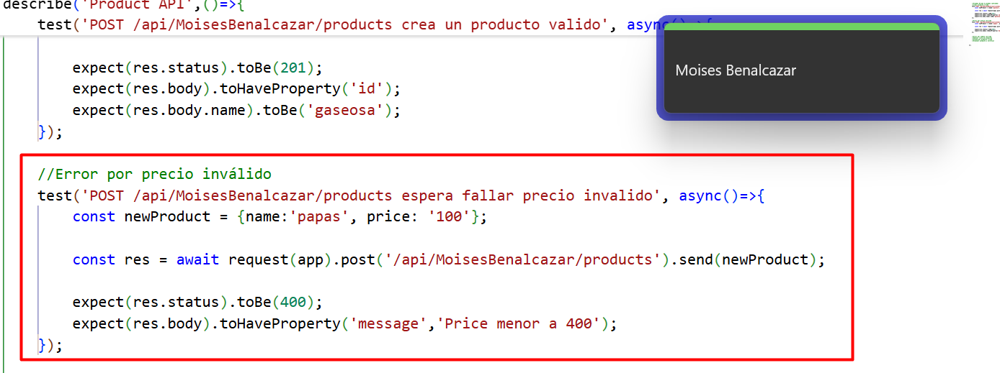 describe('Product API',()=>{
test('POST /api/MoisesBenalcazar/products crea un producto valido', async()=>{
Moises Benalcazar
expect(res.status).toBe(201);
expect(res.body).toHaveProperty('id');
expect(res.body.name).toBe('gaseosa');
});
//Error por precio inválido
test('POST /api/MoisesBenalcazar/products espera fallar precio invalido', async()=>{
const newProduct = {name:'papas', price: '100'};
const res = await request(app).post('/api/MoisesBenalcazar/products').send(newProduct);
expect(res.status).toBe(400);
expect(res.body).toHaveProperty('message','Price menor a 400');
});